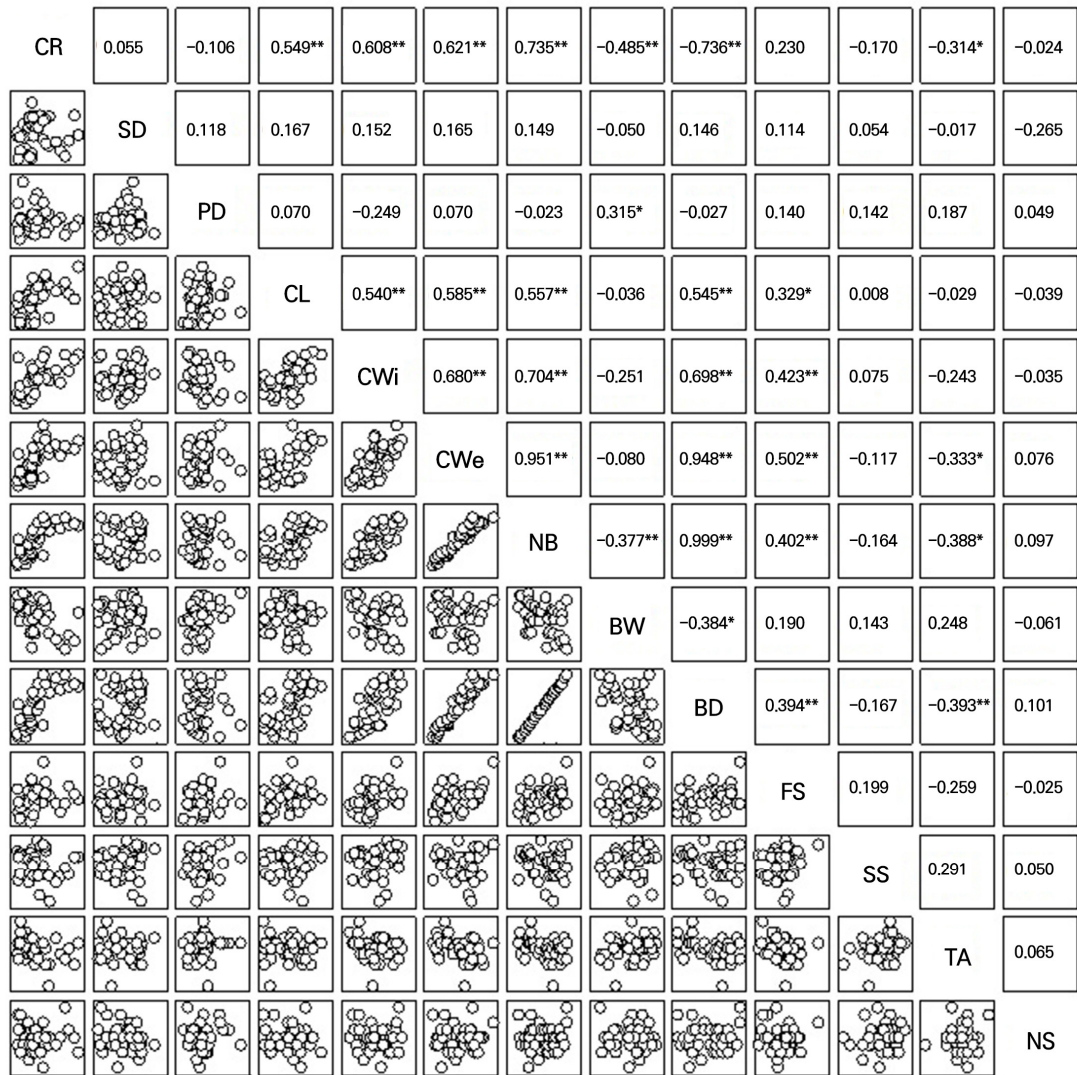 CR 0.055 −0.106 0.549** 0.608** 0.621** 0.735** −0.485** −0.736** 0.230 −0.170 −0.314* −0.024
SD 0.118 0.167 0.152 0.165 0.149 −0.050 0.146 0.114 0.054 −0.017 −0.265
PD 0.070 −0.249 0.070 −0.023 0.315* −0.027 0.140 0.142 0.187 0.049
CL 0.540** 0.585** 0.557** −0.036 0.545** 0.329* 0.008 −0.029 −0.039
CWi 0.680** 0.704** −0.251 0.698** 0.423** 0.075 −0.243 −0.035
CWe 0.951** −0.080 0.948** 0.502** −0.117 −0.333* 0.076
NB −0.377** 0.999** 0.402** −0.164 −0.388* 0.097
BW −0.384* 0.190 0.143 0.248 −0.061
BD 0.394** −0.167 −0.393** 0.101
FS 0.199 −0.259 −0.025
SS 0.291 0.050
TA 0.065
NS